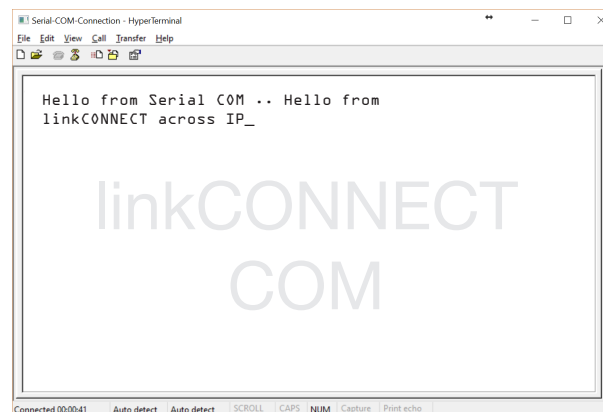 Serial-COM-Connection - HyperTerminal
File Edit View Call Transfer Help
Hello from Serial COM .. Hello from
linkCONNECT across IP_
linkCONNECT
COM
Connected 00:00:41 Auto detect Auto detect SCROLL CAPS NUM Capture Print echo